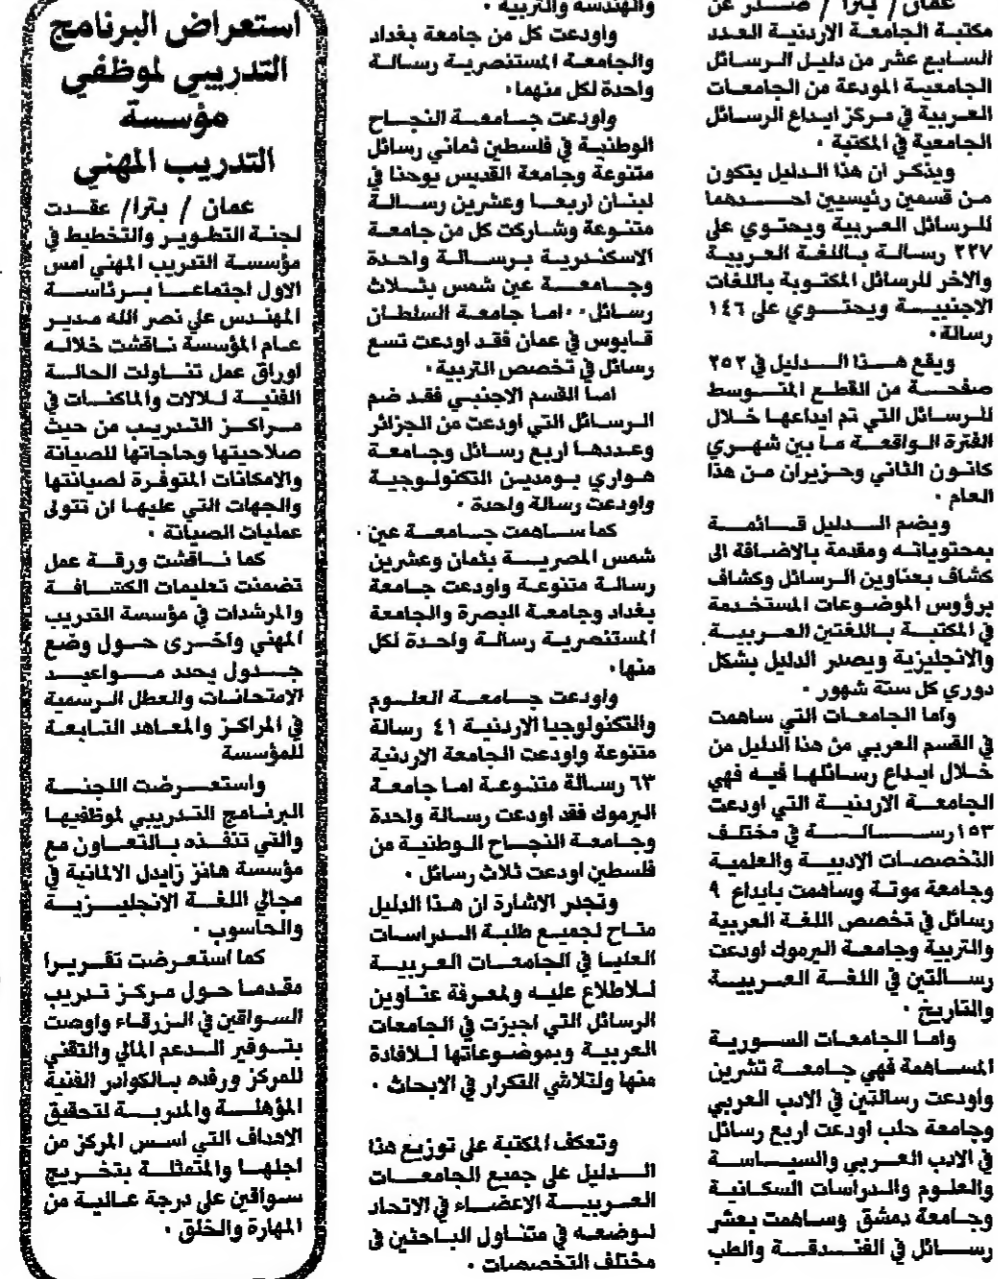 عمان / بترا / صدر عن
مكتبة الجامعة الاردنية العدد
السابع عشر من دليل الرسائل
الجامعية المودعة من الجامعات
العربية في مركز ايداع الرسائل
الجامعية في المكتبة .
ويذكر ان هذا الدليل يتكون
من قسمين رئيسيين احدهما
للرسائل العربية ويحتوي على
٢٢٧ رسالة باللغة العربية
والاخر للرسائل المكتوبة باللغات
الاجنبية ويحتوي على ١٤٦
رسالة .
ويقع هذا الدليل في ٢٥٢
صفحة من القطع المتوسط
للرسائل التي تم ايداعها خلال
الفترة الواقعة ما بين شهري
كانون الثاني وحزيران من هذا
العام .
ويضم الدليل قائمة
بمحتوياته ومقدمة بالاضافة الى
كشاف بعناوين الرسائل وكشاف
برؤوس الموضوعات المستخدمة
في المكتبة باللغتين العربية
والانجليزية ويصدر الدليل بشكل
دوري كل ستة شهور .
وأما الجامعات التي ساهمت
في القسم العربي من هذا الدليل من
خلال ايداع رسائلها فيه فهي
الجامعة الاردنية التي اودعت
١٥٣ رسالة في مختلف
التخصصات الادبية والعلمية
وجامعة موتة وساهمت بايداع ٩
رسائل في تخصص اللغة العربية
والتربية وجامعة اليرموك اودعت
رسالتين في اللغة العربية
والتاريخ .
وأما الجامعات السورية
المساهمة فهي جامعة تشرين
وأودعت رسالتين في الادب العربي
وجامعة حلب اودعت اربع رسائل
في الادب العربي والسياسة
والعلوم والدراسات السكانية
وجامعة دمشق وساهمت بعشر
رسائل في الفندقة والطب
والهندسة والتربية .
واودعت كل من جامعة بغداد
والجامعة المستنصرية رسالة
واحدة لكل منهما .
واودعت جامعة النجاح
الوطنية في فلسطين ثماني رسائل
متنوعة وجامعة القديس يوحنا في
لبنان اربعا وعشرين رسالة
متنوعة وشاركت كل من جامعة
الاسكندرية برسالة واحدة
وجامعة عين شمس بثلاث
رسائل . . اما جامعة السلطان
قابوس في عمان فقد اودعت تسع
رسائل في تخصص التربية .
اما القسم الاجنبي فقد ضم
الرسائل التي اودعت من الجزائر
وعددها اربع رسائل وجامعة
هواري بومدين التكنولوجية
واودعت رسالة واحدة .
كما ساهمت جامعة عين
شمس المصرية بثمان وعشرين
رسالة متنوعة واودعت جامعة
بغداد وجامعة البصرة والجامعة
المستنصرية رسالة واحدة لكل
منها .
واودعت جامعة العلوم
والتكنولوجيا الاردنية ٤١ رسالة
متنوعة واودعت الجامعة الاردنية
٦٣ رسالة متنوعة اما جامعة
اليرموك فقد اودعت رسالة واحدة
وجامعة النجاح الوطنية من
فلسطين اودعت ثلاث رسائل .
وتجدر الاشارة ان هذا الدليل
متاح لجميع طلبة الدراسات
العليا في الجامعات العربية
للاطلاع عليه ولمعرفة عناوين
الرسائل التي اجيزت في الجامعات
العربية وبموضوعاتها للافادة
منها ولتلاشي التكرار في الابحاث .
وتعكف المكتبة على توزيع هذا
الدليل على جميع الجامعات
العربية الاعضاء في الاتحاد
لوضعه في متناول الباحثين في
مختلف التخصصات .
استعراض البرنامج
التدريبي لموظفي
مؤسسة
التدريب المهني
عمان / بترا/ عقدت
لجنة التطوير والتخطيط في
مؤسسة التدريب المهني امس
الاول اجتماعا برئاسة
المهندس علي نصر الله مدير
عام المؤسسة ناقشت خلاله
اوراق عمل تناولت الحالة
الفنية للالات والماكنات في
مراكز التدريب من حيث
صلاحيتها وحاجاتها للصيانة
والامكانات المتوفرة لصيانتها
والجهات التي عليها ان تتولى
عمليات الصيانة .
كما ناقشت ورقة عمل
تضمنت تعليمات الكشافة
والمرشدات في مؤسسة التدريب
المهني واخرى حول وضع
جدول يحدد مواعيد
الامتحانات والعطل الرسمية
في المراكز والمعاهد التابعة
للمؤسسة
واستعرضت اللجنة
البرنامج التدريبي لموظفيها
والتي تنفذه بالتعاون مع
مؤسسة هانز زايدل الالمانية في
مجالي اللغة الانجليزية
والحاسوب .
كما استعرضت تقريرا
مقدما حول مركز تدريب
السواقين في الزرقاء واوصت
بتوفير الدعم المالي والتقني
للمركز ورفده بالكوادر الفنية
المؤهلة والمدربة لتحقيق
الاهداف التي اسس المركز من
اجلها والمتمثلة بتخريج
سواقين على درجة عالية من
المهارة والخلق .